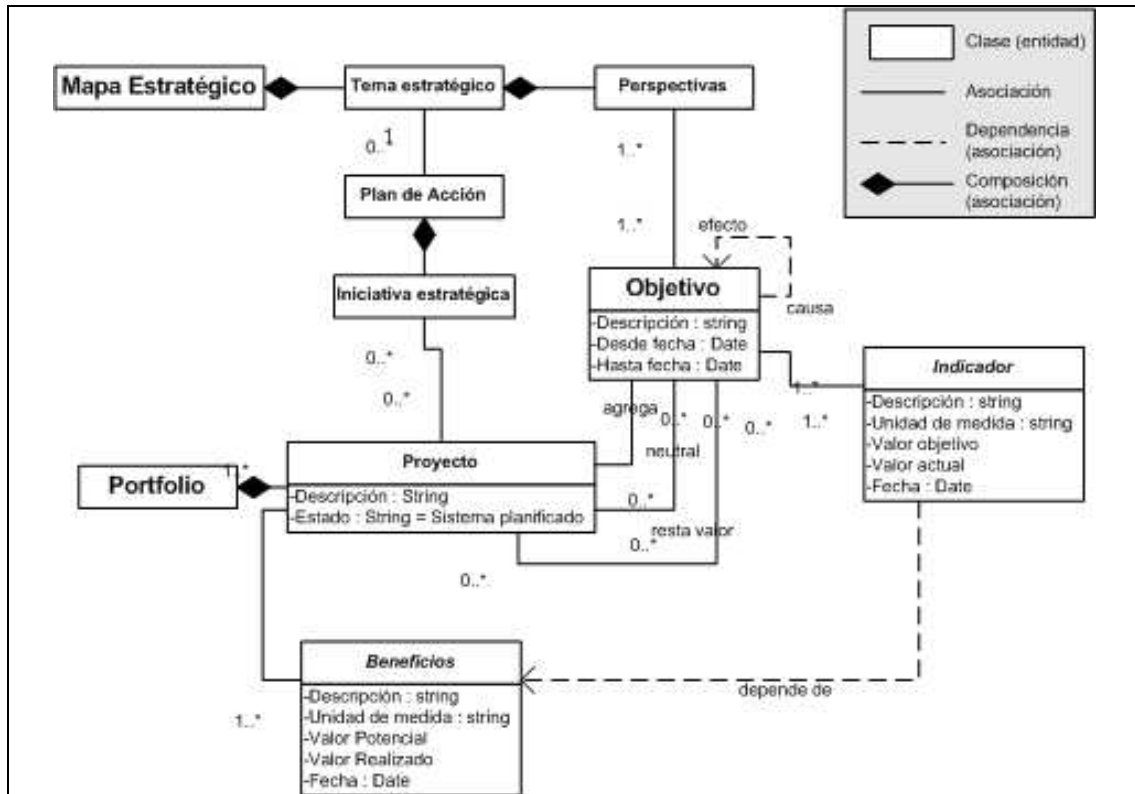 Mapa Estratégico
Tema estratégico
Perspectivas
Clase (entidad)
Asociación
Dependencia
(asociación)
Composición
(asociación)
0..1
1..*
Plan de Acción
1..*
efecto
Iniciativa estratégica
Objetivo
-Descripción : string
-Desde fecha : Date
-Hasta fecha : Date
causa
0..*
0..*
Indicador
-Descripción : string
-Unidad de medida : string
-Valor objetivo
-Valor actual
-Fecha : Date
1..*
1..*
agrega
0..*
0..*
0..*
neutral
Proyecto
-Descripción : String
-Estado : String = Sistema planificado
Portfolio
1..*
0..*
resta valor
0..*
0..*
Beneficios
-Descripción : string
-Unidad de medida : string
-Valor Potencial
-Valor Realizado
-Fecha : Date
1..*
depende de